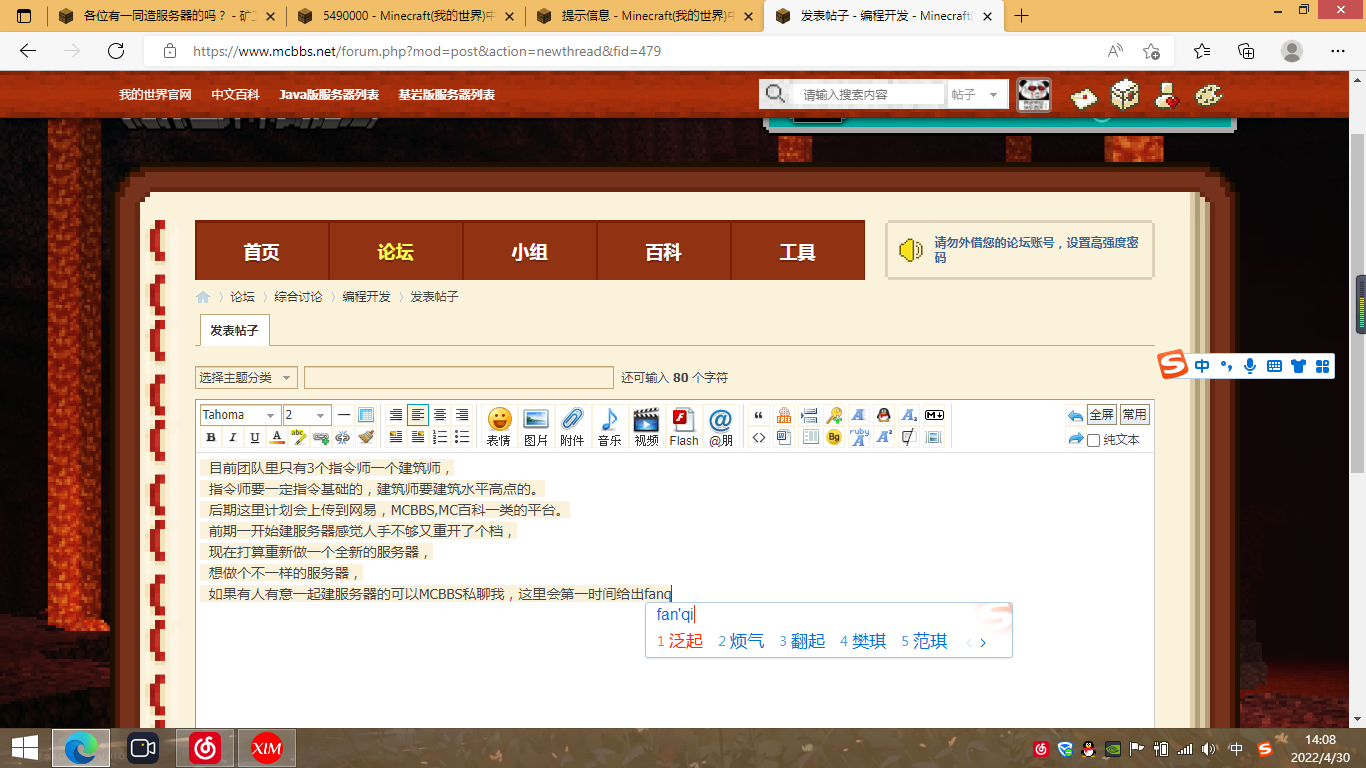 各位有一同造服务器的吗？ - 矿工
5490000 - Minecraft(我的世界)中
提示信息 - Minecraft(我的世界)中
发表帖子 - 编程开发 - Minecraft(
https://www.mcbbs.net/forum.php?mod=post&action=newthread&fid=479
我的世界官网 中文百科 Java版服务器列表 基岩版服务器列表
请输入搜索内容 帖子
首页 论坛 小组 百科 工具
请勿外借您的论坛账号，设置高强度密
码
论坛 › 综合讨论 › 编程开发 › 发表帖子
发表帖子
选择主题分类 还可输入 80 个字符
Tahoma 2
全屏 常用
B I U A
表情 图片 附件 音乐 视频 Flash @朋
纯文本
目前团队里只有3个指令师一个建筑师，
指令师要一定指令基础的，建筑师要建筑水平高点的。
后期这里计划会上传到网易，MCBBS,MC百科一类的平台。
前期一开始建服务器感觉人手不够又重开了个档，
现在打算重新做一个全新的服务器，
想做个不一样的服务器，
如果有人有意一起建服务器的可以MCBBS私聊我，这里会第一时间给出fanq
fan'qi
1 泛起 2 烦气 3 翻起 4 樊琪 5 范琪
中
XIM
中
14:08
2022/4/30